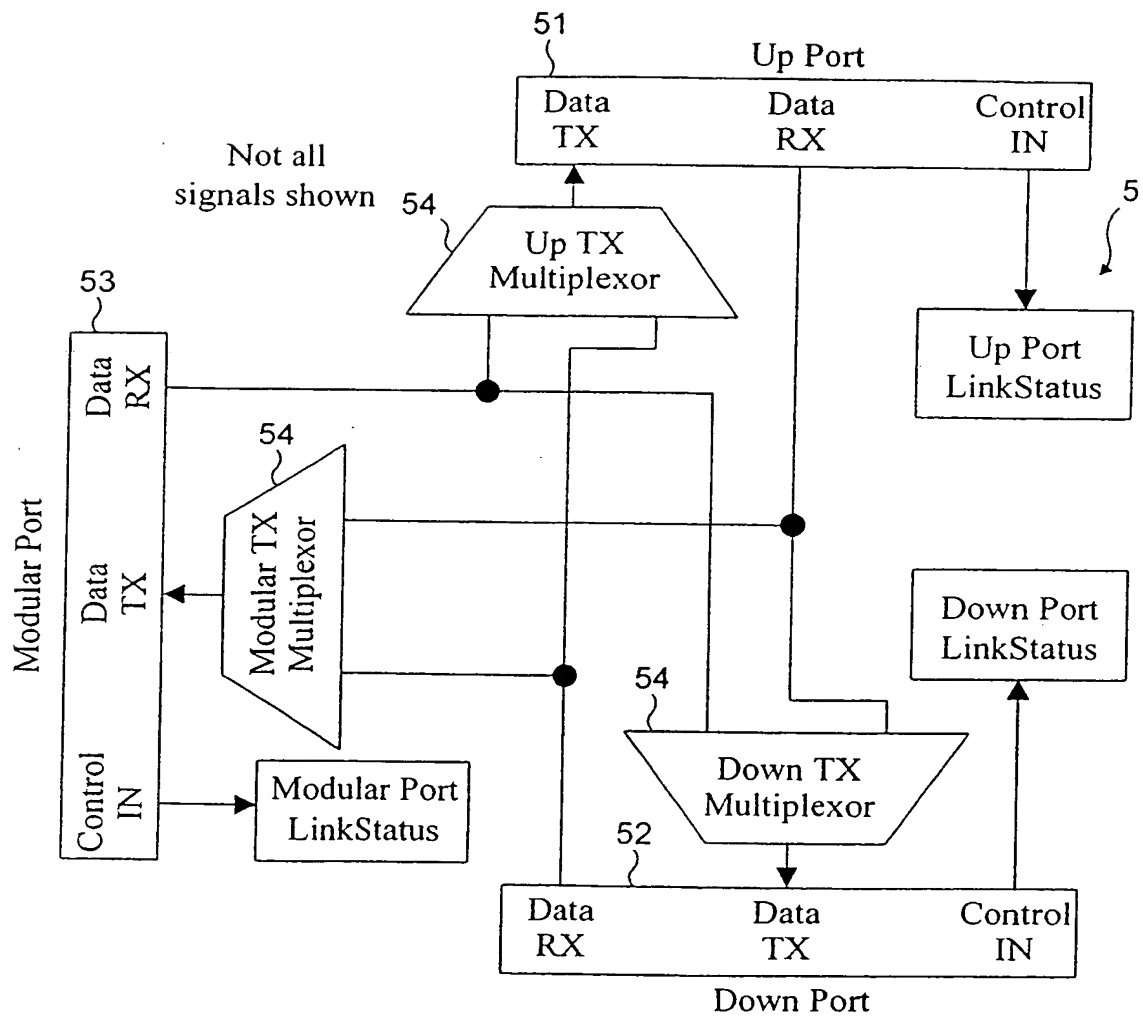 51
Up Port
Data
TX
Data
RX
Control
IN
Not all
signals shown
54
Up TX
Multiplexor
5
53
Up Port
LinkStatus
Modular Port
Data
RX
Data
TX
Control
IN
54
Modular TX
Multiplexor
Down Port
LinkStatus
54
Down TX
Multiplexor
Modular Port
LinkStatus
52
Data
RX
Data
TX
Control
IN
Down Port